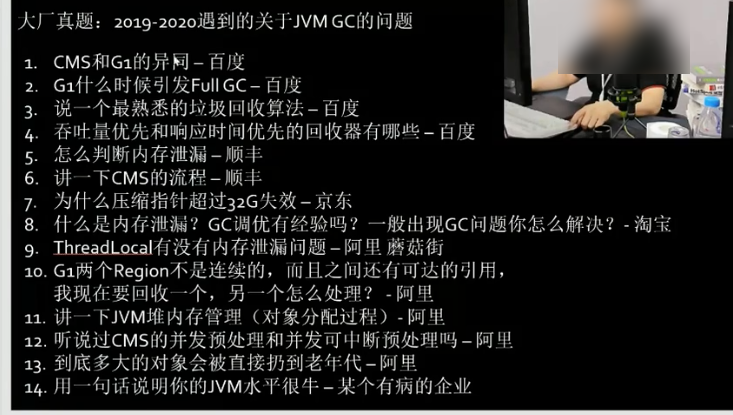 大厂真题：2019-2020遇到的关于JVM GC的问题
1. CMS和G1的异同 – 百度
2. G1什么时候引发Full GC – 百度
3. 说一个最熟悉的垃圾回收算法 – 百度
4. 吞吐量优先和响应时间优先的回收器有哪些 – 百度
5. 怎么判断内存泄漏 – 顺丰
6. 讲一下CMS的流程 – 顺丰
7. 为什么压缩指针超过32G失效 – 京东
8. 什么是内存泄漏？GC调优有经验吗？一般出现GC问题你怎么解决？- 淘宝
9. ThreadLocal有没有内存泄漏问题 – 阿里 蘑菇街
10. G1两个Region不是连续的，而且之间还有可达的引用，
我现在要回收一个，另一个怎么处理？ - 阿里
11. 讲一下JVM堆内存管理（对象分配过程）- 阿里
12. 听说过CMS的并发预处理和并发可中断预处理吗 – 阿里
13. 到底多大的对象会被直接扔到老年代 – 阿里
14. 用一句话说明你的JVM水平很牛 – 某个有病的企业